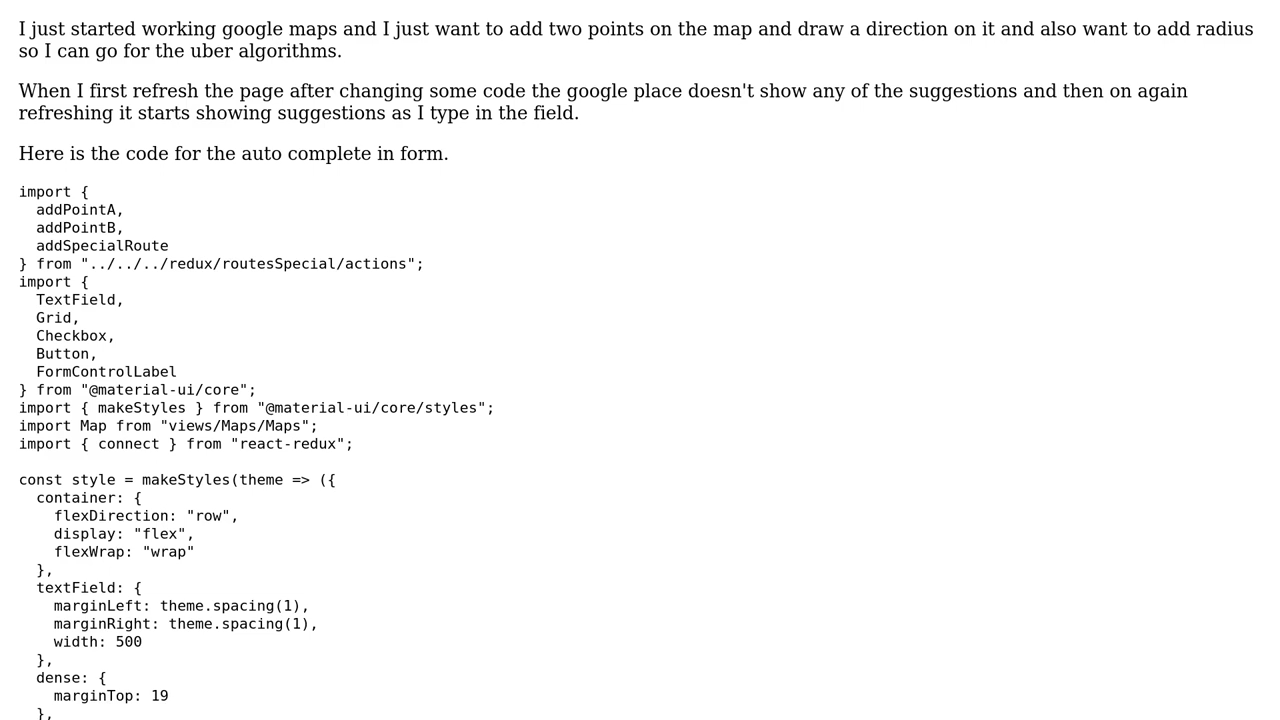 I just started working google maps and I just want to add two points on the map and draw a direction on it and also want to add radius
so I can go for the uber algorithms.
When I first refresh the page after changing some code the google place doesn't show any of the suggestions and then on again
refreshing it starts showing suggestions as I type in the field.
Here is the code for the auto complete in form.
import {
  addPointA,
  addPointB,
  addSpecialRoute
} from "../../../redux/routesSpecial/actions";
import {
  TextField,
  Grid,
  Checkbox,
  Button,
  FormControlLabel
} from "@material-ui/core";
import { makeStyles } from "@material-ui/core/styles";
import Map from "views/Maps/Maps";
import { connect } from "react-redux";

const style = makeStyles(theme => ({
  container: {
    flexDirection: "row",
    display: "flex",
    flexWrap: "wrap"
  },
  textField: {
    marginLeft: theme.spacing(1),
    marginRight: theme.spacing(1),
    width: 500
  },
  dense: {
    marginTop: 19
  },